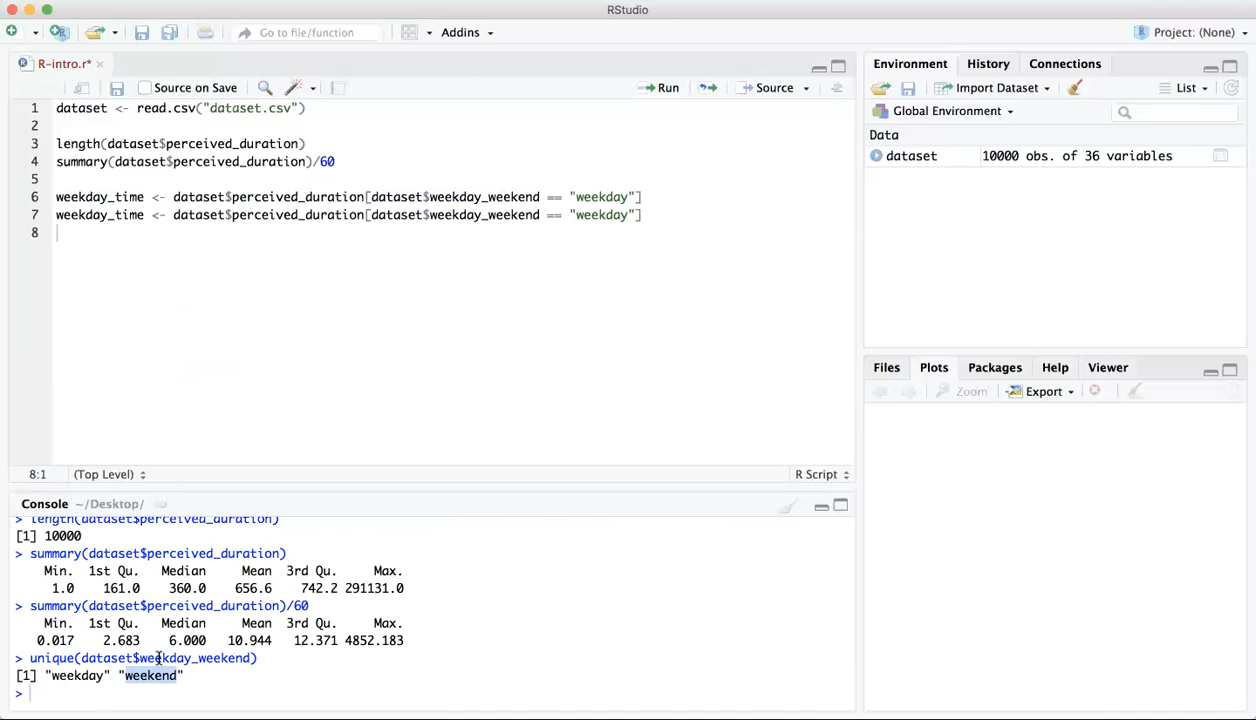 RStudio
Go to file/function
Addins
Project: (None)
R-intro.r*
Source on Save
Run
Source
1 dataset <- read.csv("dataset.csv")
2
3 length(dataset$perceived_duration)
4 summary(dataset$perceived_duration)/60
5
6 weekday_time <- dataset$perceived_duration[dataset$weekday_weekend == "weekday"]
7 weekday_time <- dataset$perceived_duration[dataset$weekday_weekend == "weekday"]
8
8:1 (Top Level) R Script
Console ~/Desktop/
> length(dataset$perceived_duration)
[1] 10000
> summary(dataset$perceived_duration)
Min. 1st Qu. Median Mean 3rd Qu. Max.
1.0 161.0 360.0 656.6 742.2 291131.0
> summary(dataset$perceived_duration)/60
Min. 1st Qu. Median Mean 3rd Qu. Max.
0.017 2.683 6.000 10.944 12.371 4852.183
> unique(dataset$weekday_weekend)
[1] "weekday" "weekend"
>
Environment History Connections
Import Dataset List
Global Environment
Data
dataset 10000 obs. of 36 variables
Files Plots Packages Help Viewer
Zoom Export